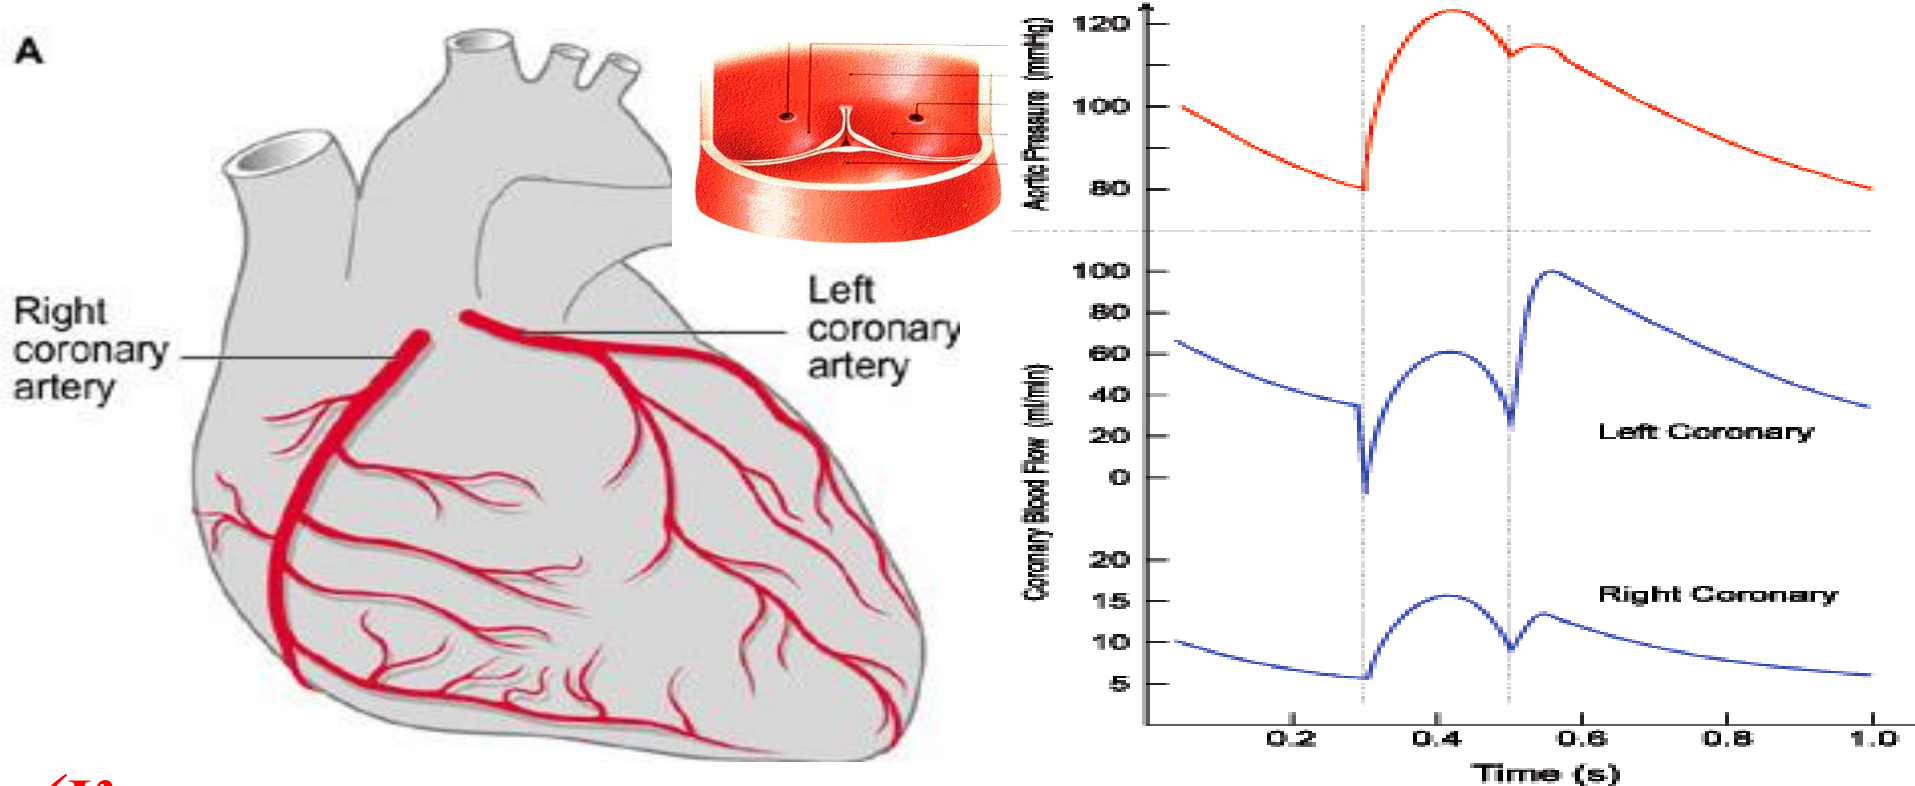 A
Right
coronary
artery
Left
coronary
artery
Aortic Pressure (mmHg)
120
100
80
Coronary Blood Flow (ml/min)
100
80
60
40
20
0
Left Coronary
20
15
10
5
Right Coronary
0.2 0.4 0.6 0.8 1.0
Time (s)